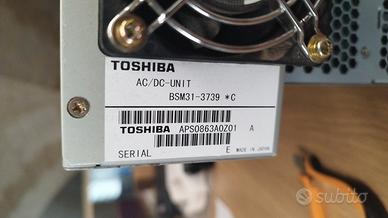 TOSHIBA
AC/DC-UNIT
BSM31-3739 *C
TOSHIBA APS0863A0Z01 A
SERIAL E MADE IN JAPAN
subito